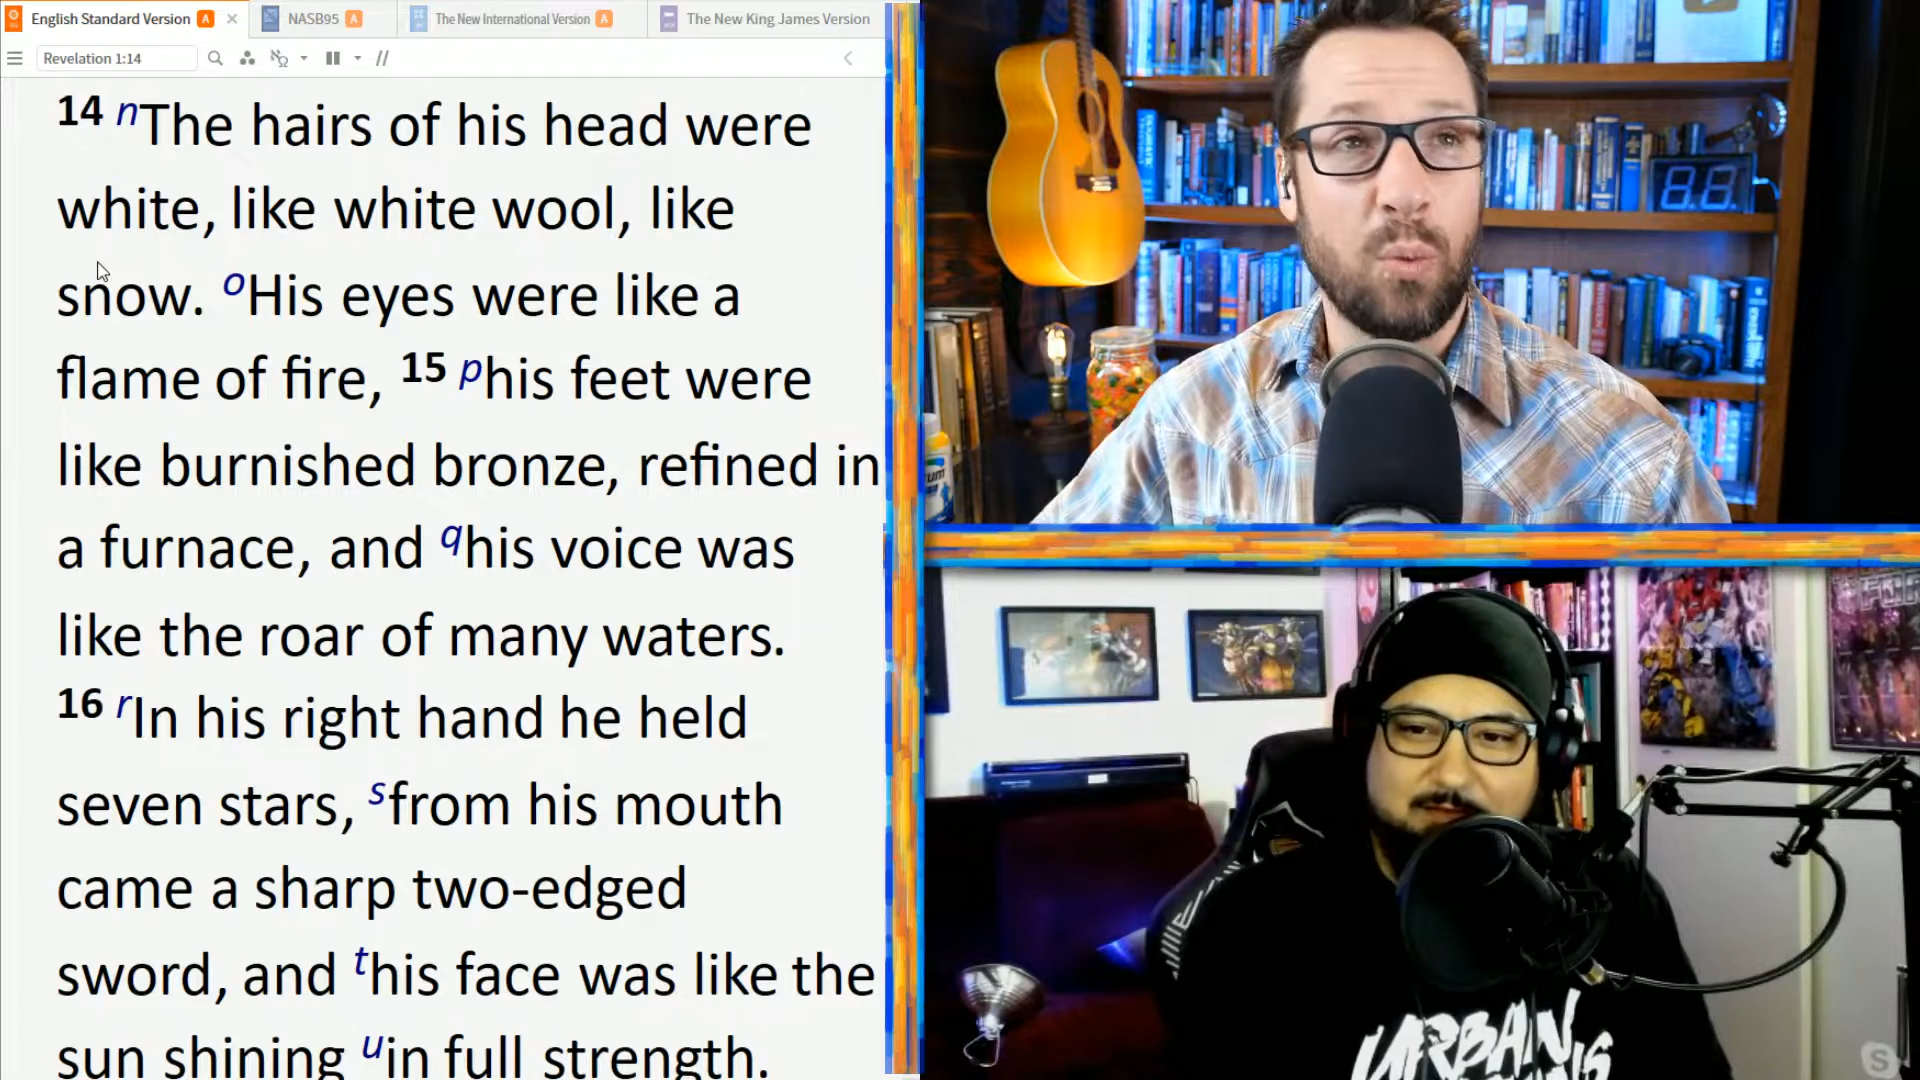 English Standard Version A
NASB95 A
The New International Version A
The New King James Version
Revelation 1:14
14 nThe hairs of his head were
white, like white wool, like
snow. oHis eyes were like a
flame of fire, 15 phis feet were
like burnished bronze, refined in
a furnace, and qhis voice was
like the roar of many waters.
16 rIn his right hand he held
seven stars, sfrom his mouth
came a sharp two-edged
sword, and this face was like the
sun shining uin full strength.
88
URBAN